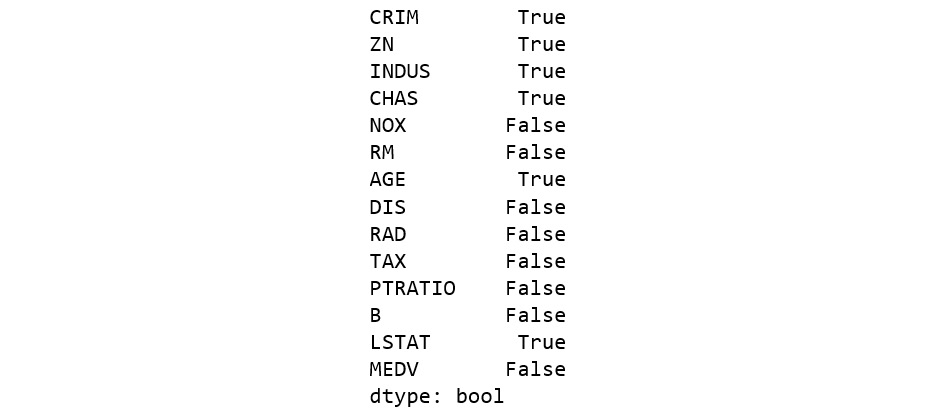 CRIM        True
ZN          True
INDUS       True
CHAS        True
NOX        False
RM         False
AGE         True
DIS        False
RAD        False
TAX        False
PTRATIO    False
B          False
LSTAT       True
MEDV       False
dtype: bool